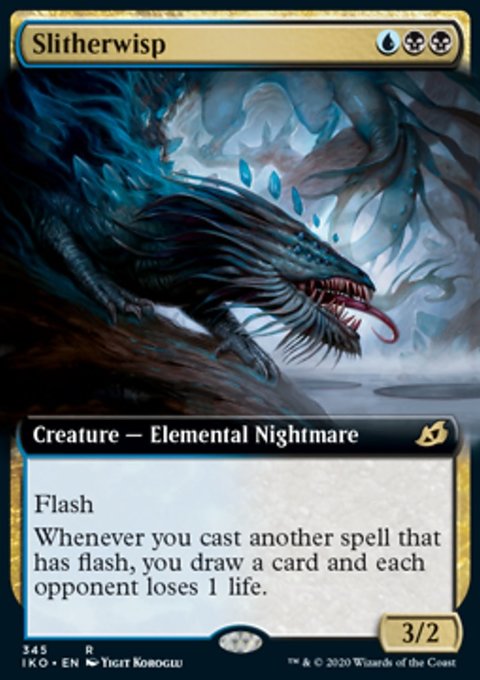 Slitherwisp
Creature — Elemental Nightmare
Flash
Whenever you cast another spell that
has flash, you draw a card and each
opponent loses 1 life.
3/2
345 R
IKO • EN Yigit Koroglu
™ & © 2020 Wizards of the Coast